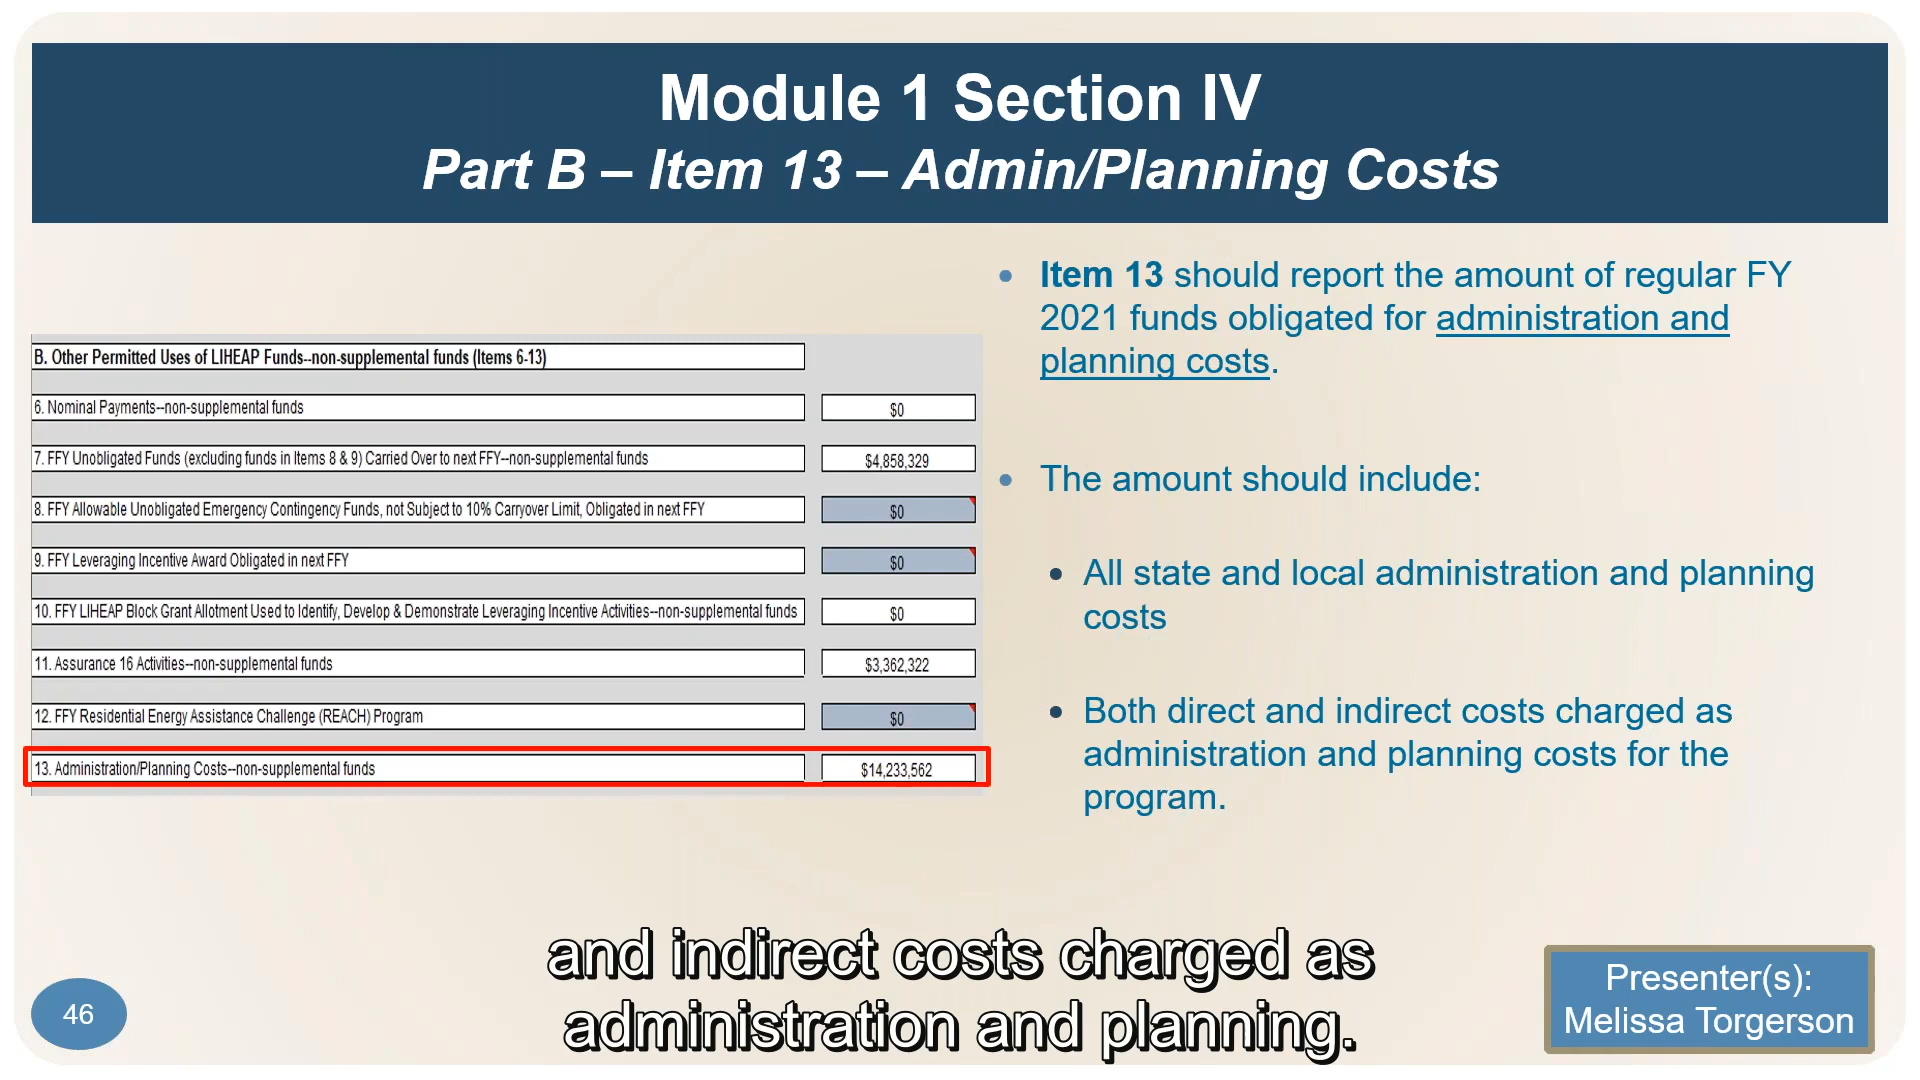 Module 1 Section IV
Part B – Item 13 – Admin/Planning Costs
B. Other Permitted Uses of LIHEAP Funds--non-supplemental funds (Items 6-13)
6. Nominal Payments--non-supplemental funds
$0
7. FFY Unobligated Funds (excluding funds in Items 8 & 9) Carried Over to next FFY--non-supplemental funds
$4,858,329
8. FFY Allowable Unobligated Emergency Contingency Funds, not Subject to 10% Carryover Limit, Obligated in next FFY
$0
9. FFY Leveraging Incentive Award Obligated in next FFY
$0
10. FFY LIHEAP Block Grant Allotment Used to Identify, Develop & Demonstrate Leveraging Incentive Activities--non-supplemental funds
$0
11. Assurance 16 Activities--non-supplemental funds
$3,362,322
12. FFY Residential Energy Assistance Challenge (REACH) Program
$0
13. Administration/Planning Costs--non-supplemental funds
$14,233,562
• Item 13 should report the amount of regular FY
2021 funds obligated for administration and
planning costs.
• The amount should include:
• All state and local administration and planning
costs
• Both direct and indirect costs charged as
administration and planning costs for the
program.
and indirect costs charged as
administration and planning.
46
Presenter(s):
Melissa Torgerson